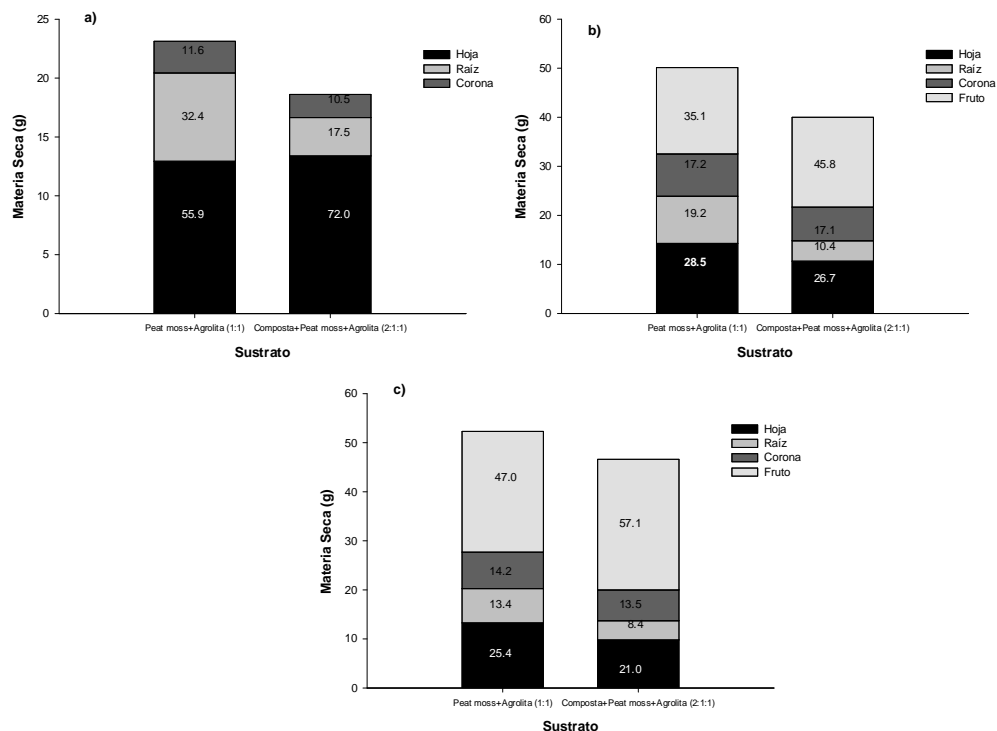 a)
25
20
15
10
5
0
Materia Seca (g)
11.6
32.4
55.9
10.5
17.5
72.0
Hoja
Raíz
Corona
Peat moss+Agrolita (1:1)
Composta+Peat moss+Agrolita (2:1:1)
Sustrato
b)
60
50
40
30
20
10
0
Materia Seca (g)
35.1
17.2
19.2
28.5
45.8
17.1
10.4
26.7
Hoja
Raíz
Corona
Fruto
Peat moss+Agrolita (1:1)
Composta+Peat moss+Agrolita (2:1:1)
Sustrato
c)
60
50
40
30
20
10
0
Materia Seca (g)
47.0
14.2
13.4
25.4
57.1
13.5
8.4
21.0
Hoja
Raíz
Corona
Fruto
Peat moss+Agrolita (1:1)
Composta+Peat moss+Agrolita (2:1:1)
Sustrato